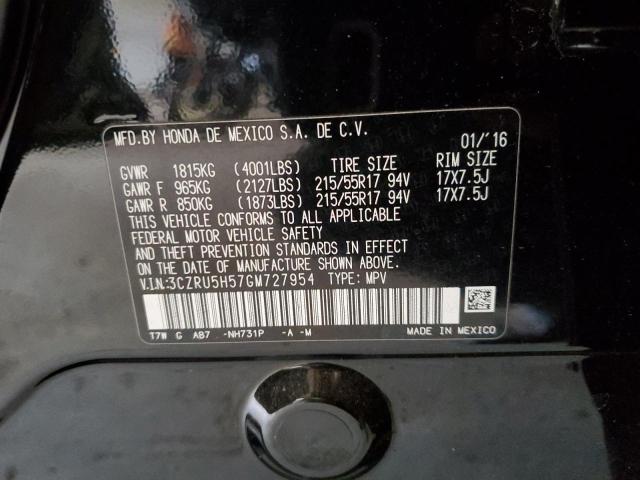 MFD.BY HONDA DE MEXICO S.A. DE C.V. 01/'16
GVWR 1815KG (4001LBS) TIRE SIZE RIM SIZE
GAWR F 965KG (2127LBS) 215/55R17 94V 17X7.5J
GAWR R 850KG (1873LBS) 215/55R17 94V 17X7.5J
THIS VEHICLE CONFORMS TO ALL APPLICABLE
FEDERAL MOTOR VEHICLE SAFETY
AND THEFT PREVENTION STANDARDS IN EFFECT
ON THE DATE OF MANUFACTURE SHOWN ABOVE.
V.I.N:3CZRU5H57GM727954 TYPE: MPV
T7W G AB7 -NH731P -A -M MADE IN MEXICO